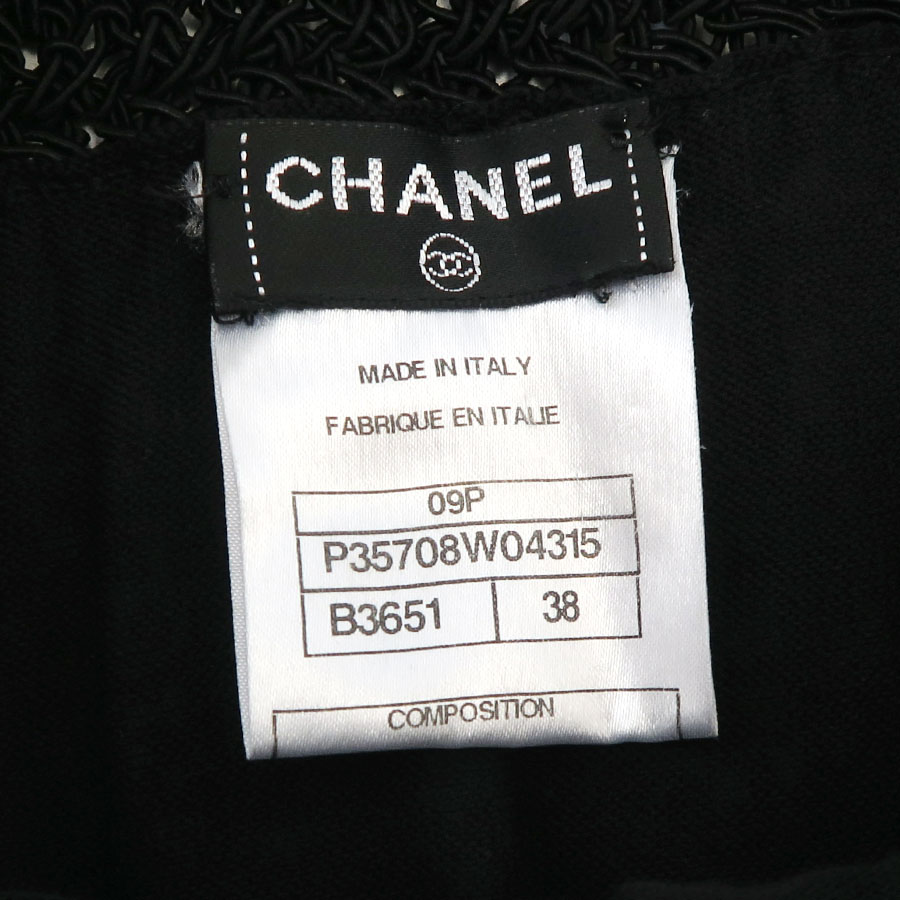 CHANEL
MADE IN ITALY
FABRIQUE EN ITALIE
09P
P35708W04315
B3651 38
COMPOSITION